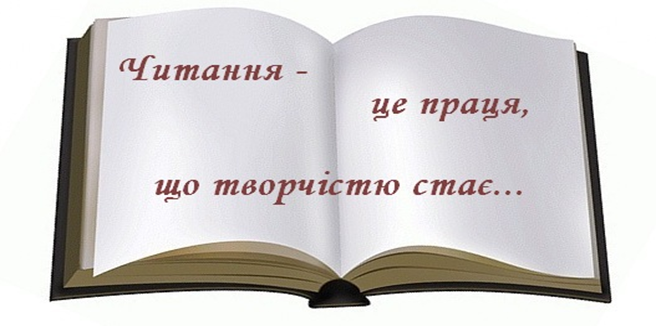 Читання -
це праця,
що творчістю стає...